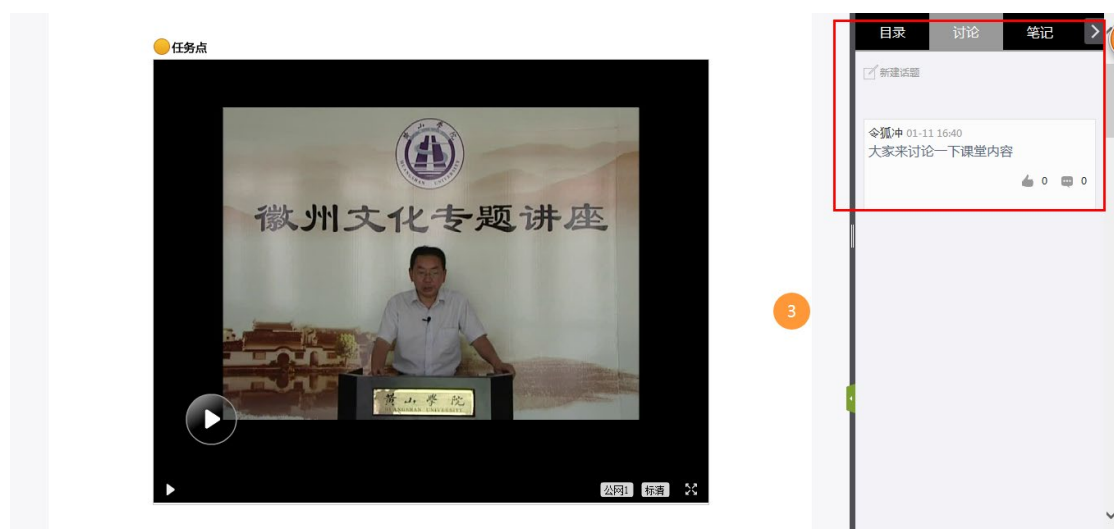 任务点
徽州文化专题讲座
黄山学院
HUANGSHAN UNIVERSITY
公网1 标清
3
目录 讨论 笔记
新建话题
令狐冲 01-11 16:40
大家来讨论一下课堂内容
0 0